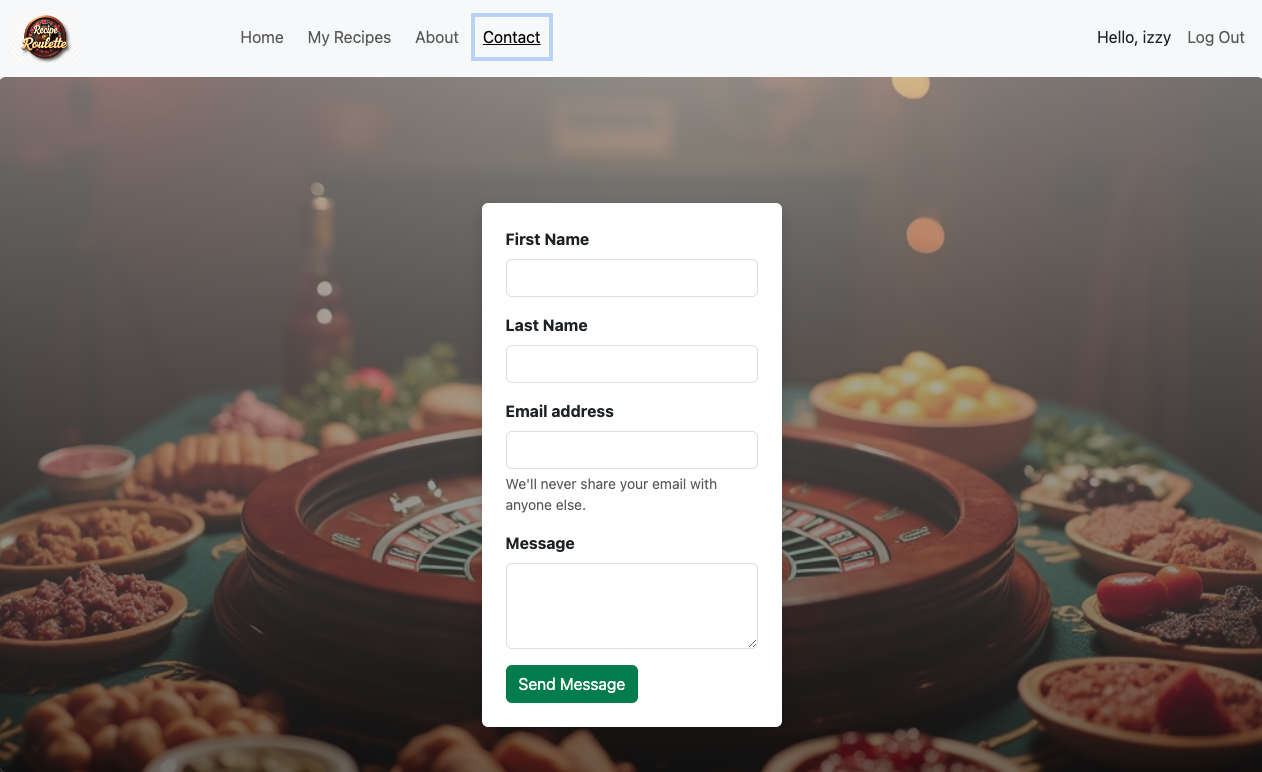 Recipe
Roulette
Home
My Recipes
About
Contact
Hello, izzy
Log Out
First Name
Last Name
Email address
We'll never share your email with
anyone else.
Message
Send Message